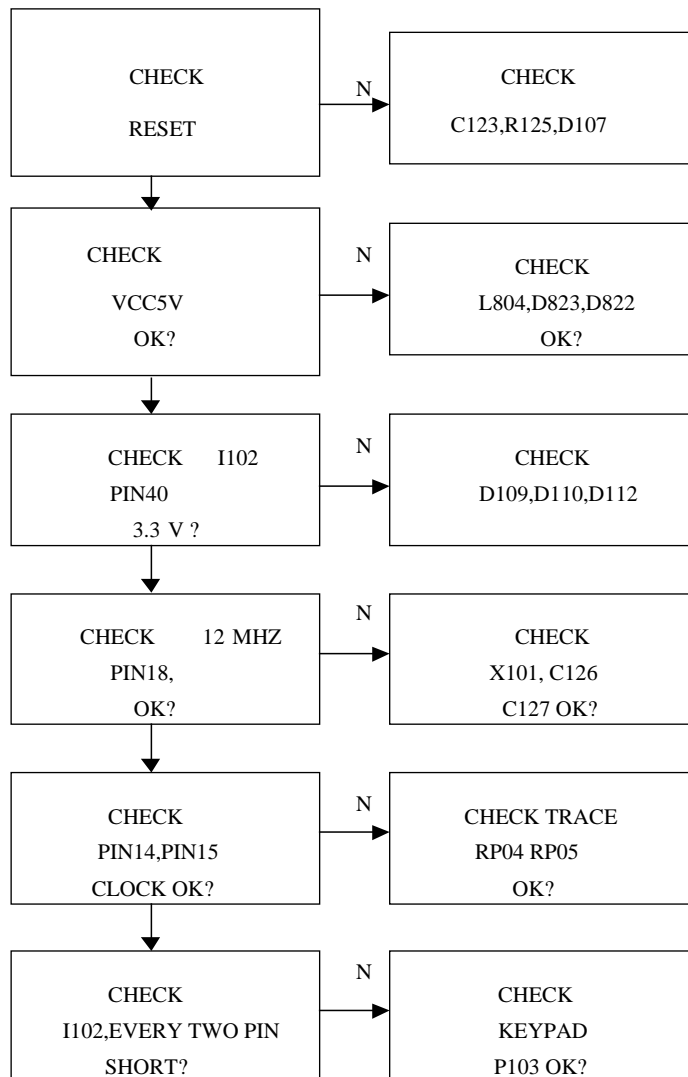 CHECK
RESET
N
CHECK
C123,R125,D107
CHECK
VCC5V
OK?
N
CHECK
L804,D823,D822
OK?
CHECK I102
PIN40
3.3 V ?
N
CHECK
D109,D110,D112
CHECK 12 MHZ
PIN18,
OK?
N
CHECK
X101, C126
C127 OK?
CHECK
PIN14,PIN15
CLOCK OK?
N
CHECK TRACE
RP04 RP05
OK?
CHECK
I102,EVERY TWO PIN
SHORT?
N
CHECK
KEYPAD
P103 OK?